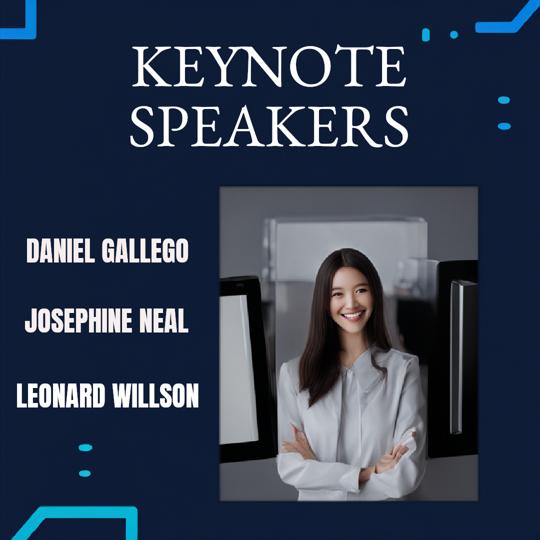 KEYNOTE
SPEAKERS
DANIEL GALLEGO
JOSEPHINE NEAL
LEONARD WILLSON